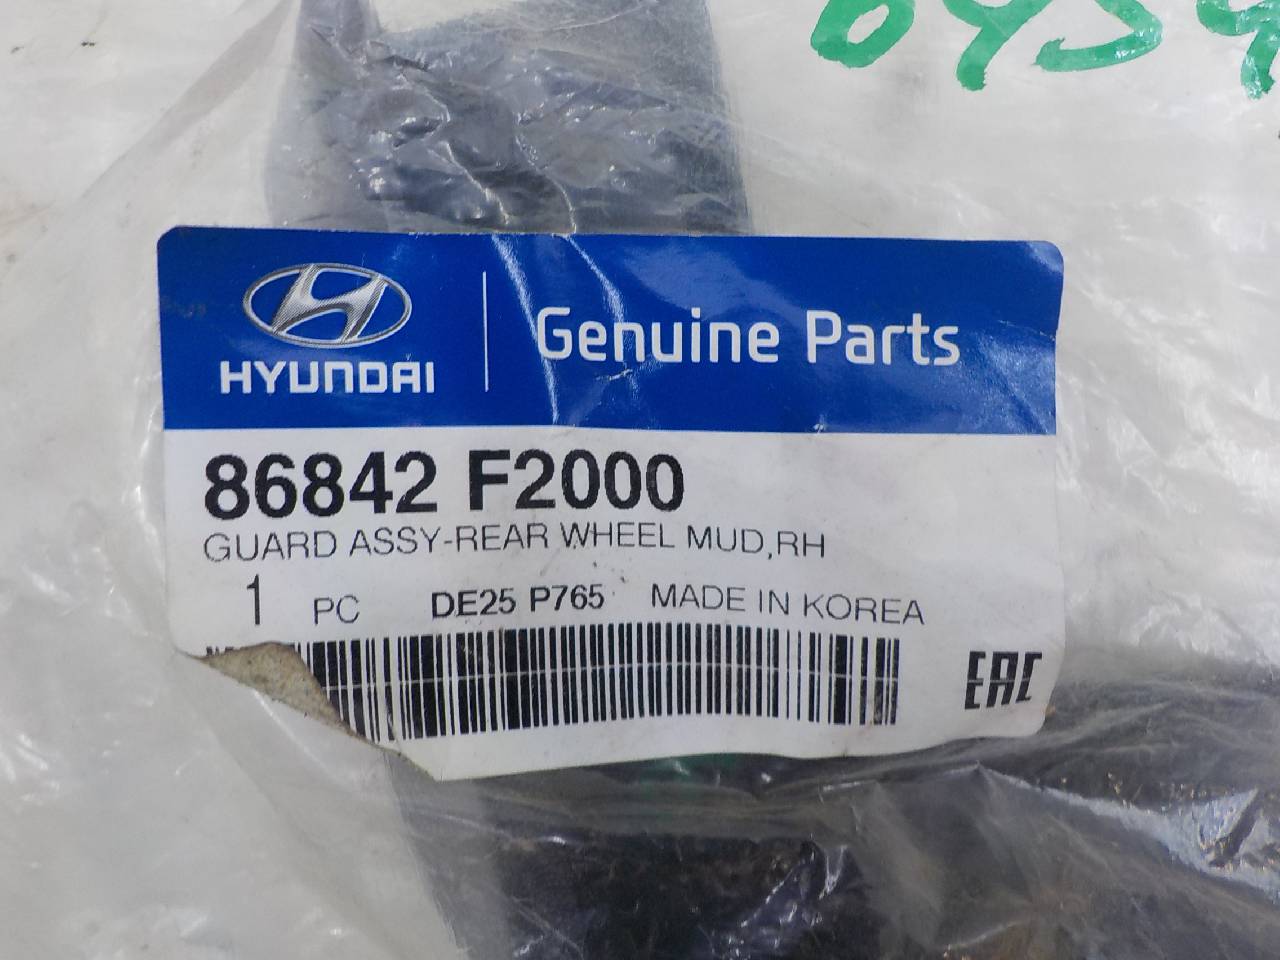 HYUNDAI
Genuine Parts
86842 F2000
GUARD ASSY-REAR WHEEL MUD,RH
1 PC DE25 P765 MADE IN KOREA
EAC